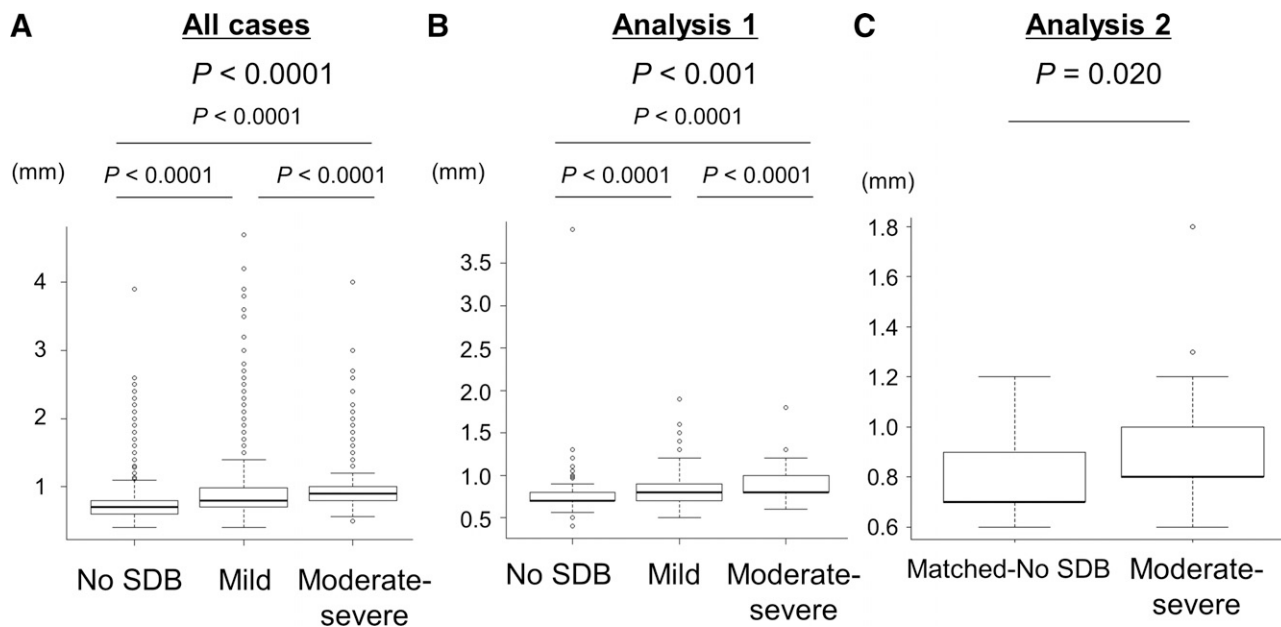 A
All cases
P < 0.0001
P < 0.0001
P < 0.0001
P < 0.0001
(mm)
4
3
2
1
No SDB
Mild
Moderate-
severe
B
Analysis 1
P < 0.001
P < 0.0001
P < 0.0001
P < 0.0001
(mm)
3.5
3.0
2.5
2.0
1.5
1.0
0.5
No SDB
Mild
Moderate-
severe
C
Analysis 2
P = 0.020
(mm)
1.8
1.6
1.4
1.2
1.0
0.8
0.6
Matched-No SDB
Moderate-
severe